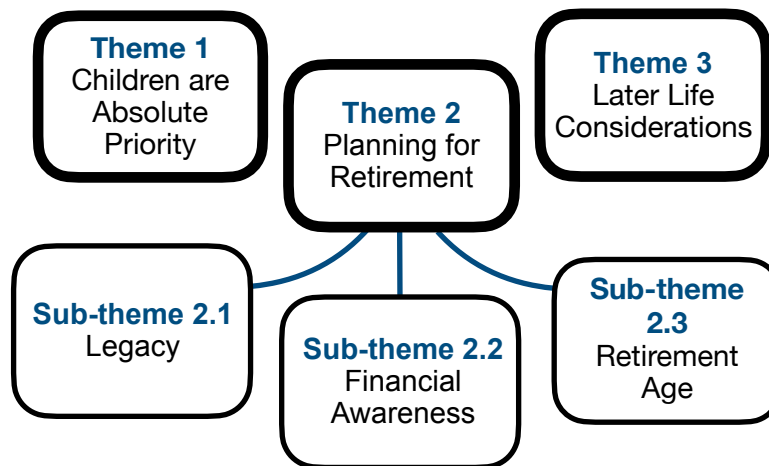 Theme 1
Children are
Absolute
Priority
Theme 2
Planning for
Retirement
Theme 3
Later Life
Considerations
Sub-theme 2.1
Legacy
Sub-theme 2.2
Financial
Awareness
Sub-theme
2.3
Retirement
Age